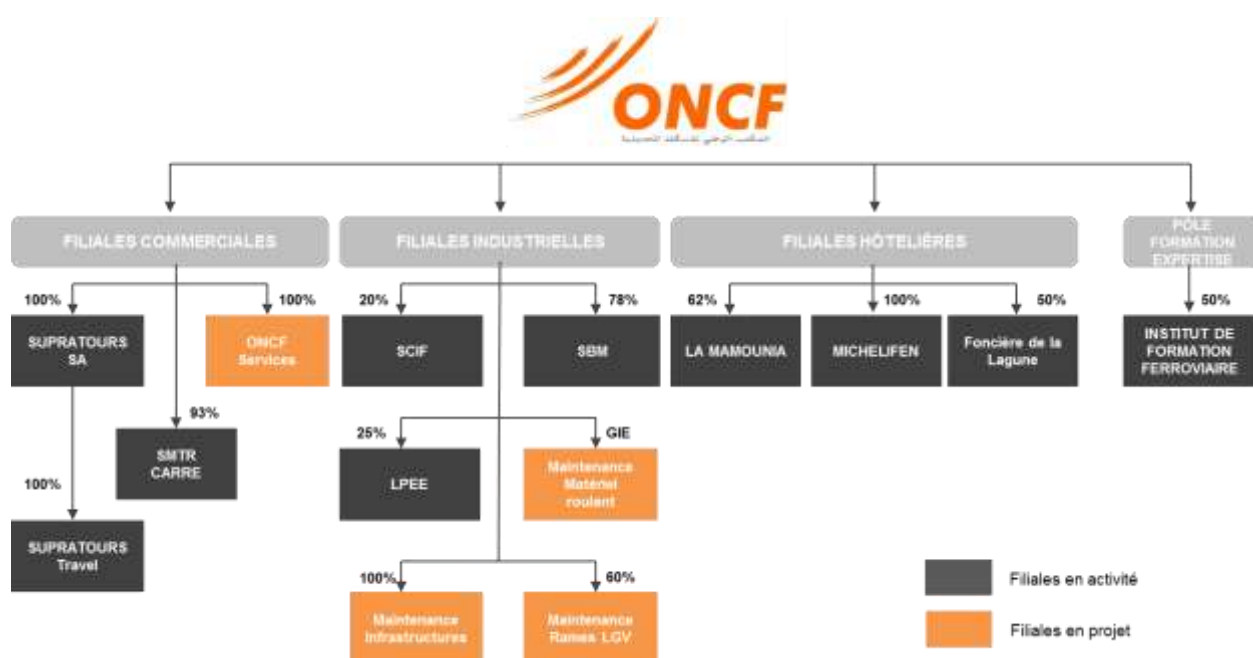 ONCF
FILIALES COMMERCIALES
FILIALES INDUSTRIELLES
FILIALES HÔTELIÈRES
PÔLE
FORMATION
EXPERTISE
100%
100%
20%
78%
62%
100%
50%
50%
SUPRATOURS
SA
ONCF
Services
SCIF
SBM
LA MAMOUNIA
MICHELIFEN
Foncière de la
Lagune
INSTITUT DE
FORMATION
FERROVIAIRE
93%
SMTR
CARRE
25%
GIE
LPEE
Maintenance
Matériel
roulant
100%
SUPRATOURS
Travel
100%
60%
Maintenance
Infrastructures
Maintenance
Rames LGV
Filiales en activité
Filiales en projet